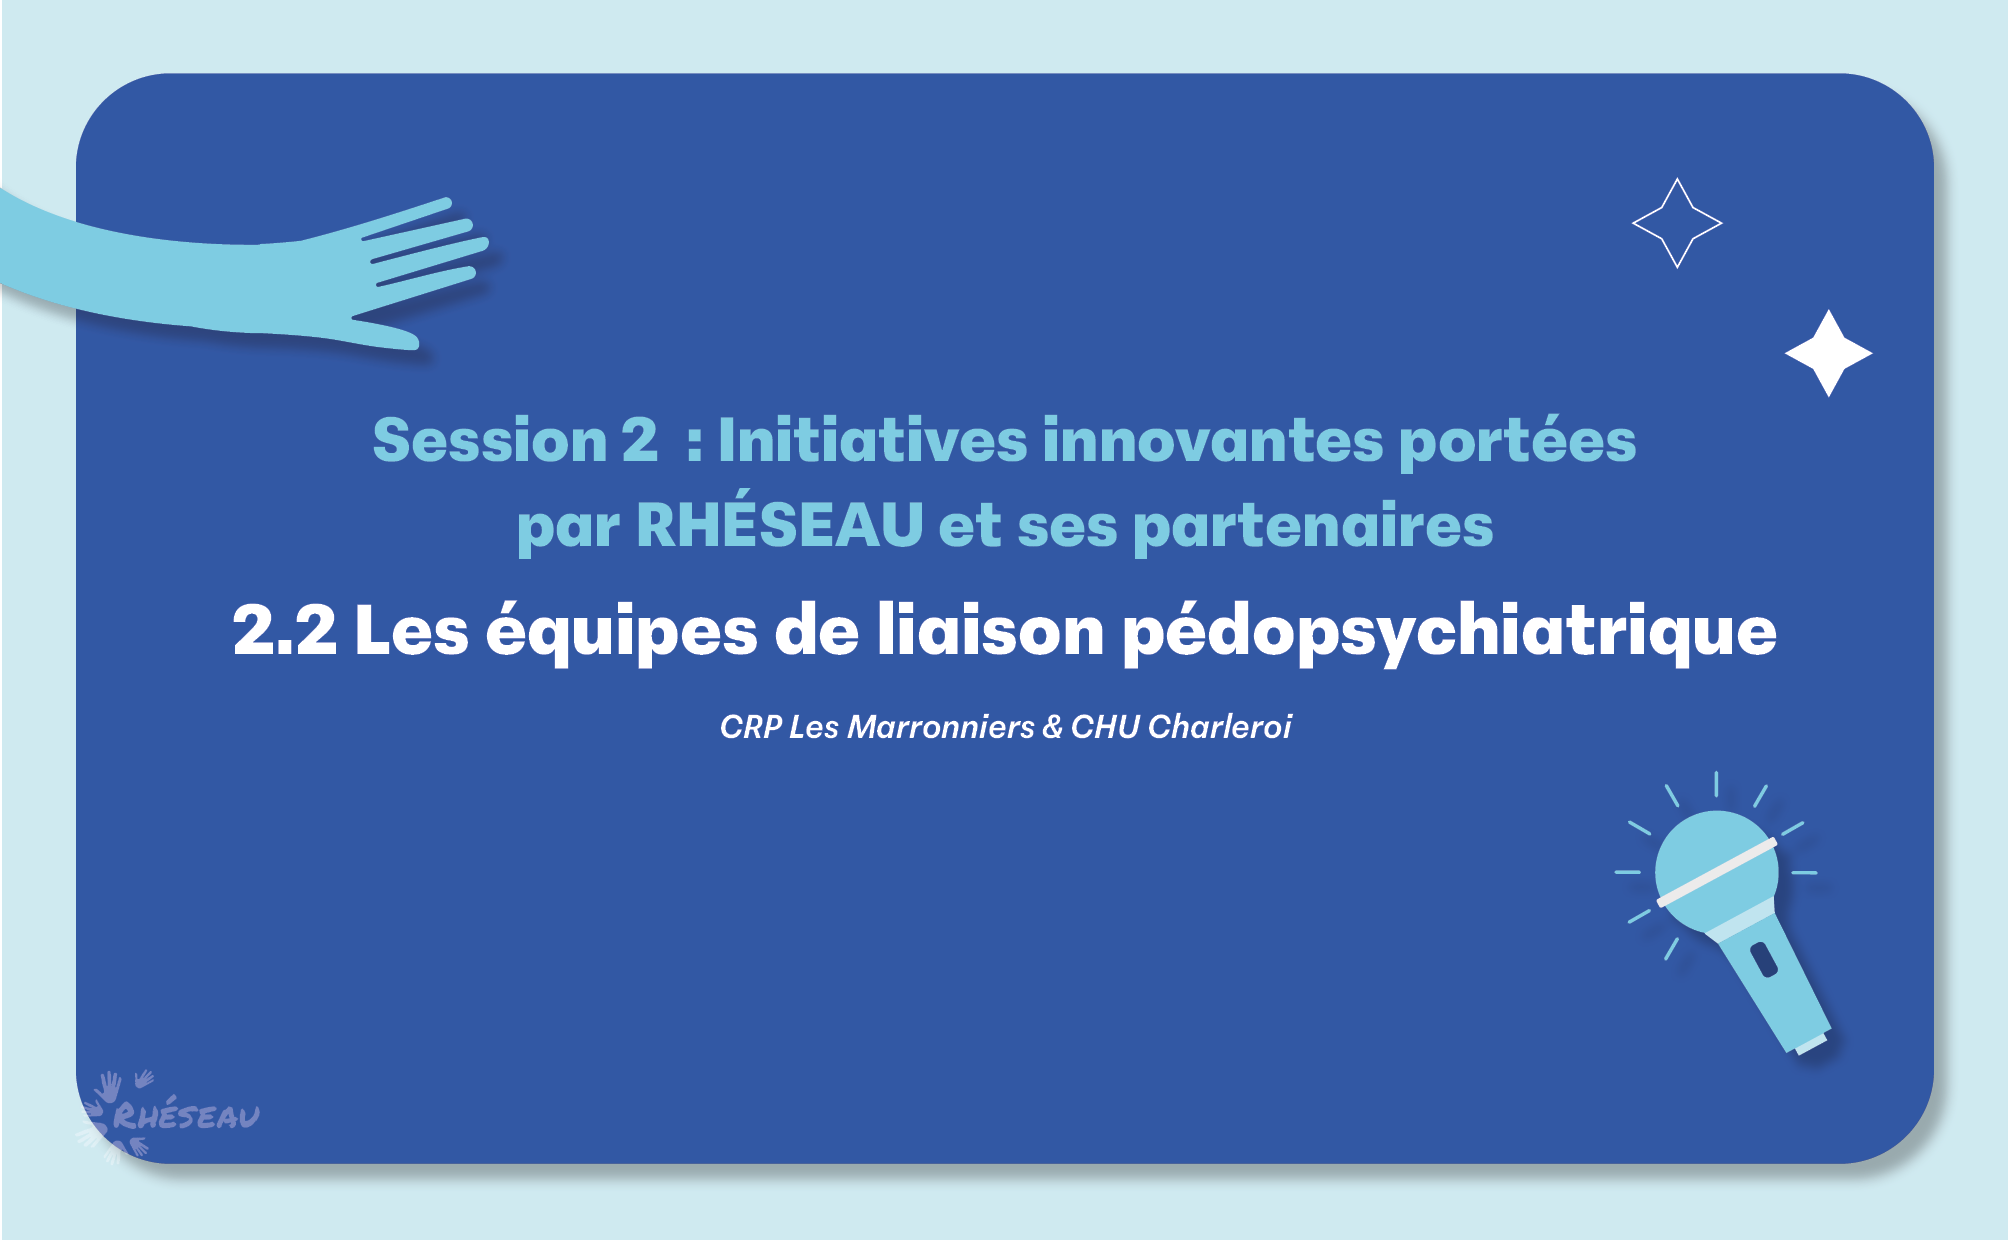 Session 2  : Initiatives innovantes portées
par RHÉSEAU et ses partenaires
2.2 Les équipes de liaison pédopsychiatrique
CRP Les Marronniers & CHU Charleroi
RHÉSEAU